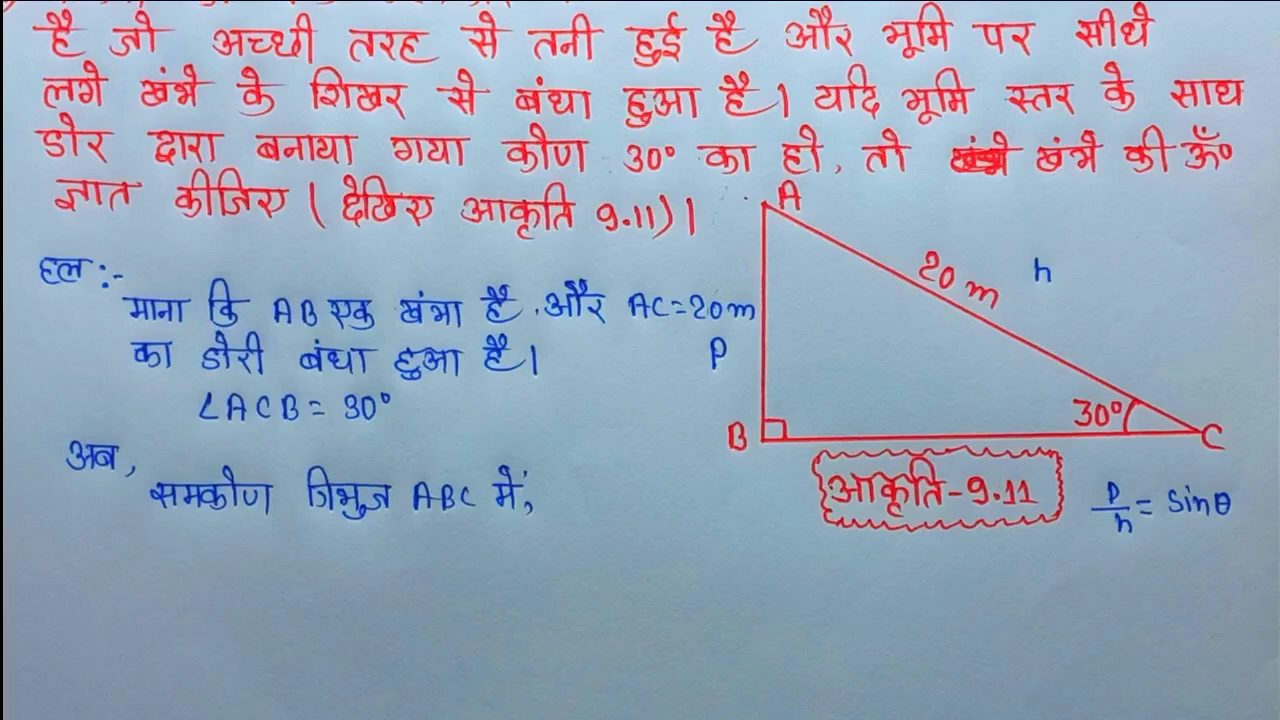 है जो अच्छी तरह से तनी हुई है और भूमि पर सीधे
लगे खंभे के शिखर से बंधा हुआ है। यदि भूमि स्तर के साथ
डोर द्वारा बनाया गया कोण 30° का हो, तो खंभे की ऊँ०
ज्ञात कीजिए (देखिए आकृति 9.11)।
A
20 m
h
हल:-
माना कि AB एक खंभा है, और AC=20m
का डोरी बंधा हुआ है।
P
∠ACB = 30°
30°
B
C
अब,
समकोण त्रिभुज ABC में,
आकृति-9.11
P/h = Sinθ